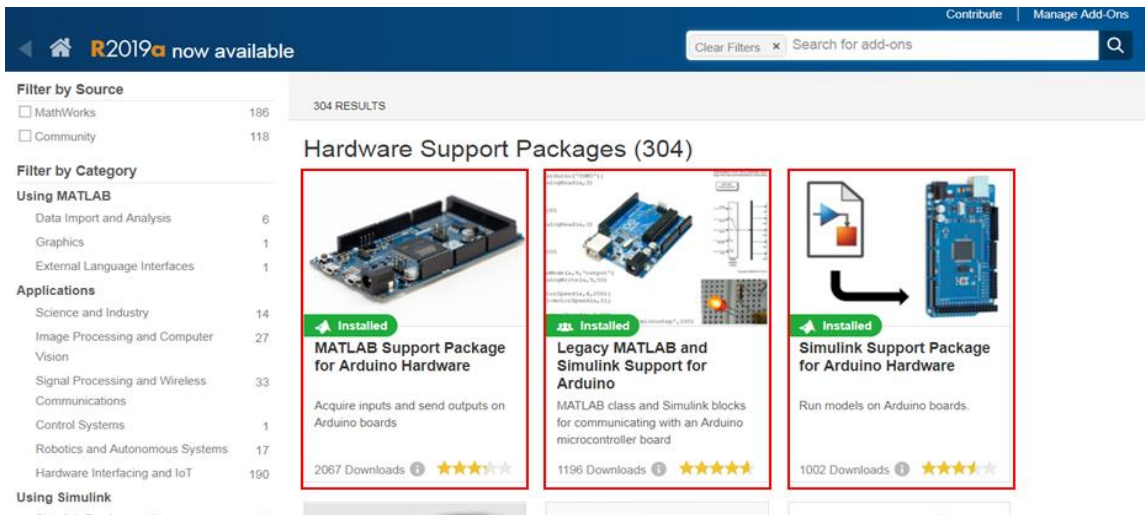 Contribute | Manage Add-Ons
R2019a now available
Clear Filters × Search for add-ons
Filter by Source
MathWorks 186
Community 118
Filter by Category
Using MATLAB
Data Import and Analysis 6
Graphics 1
External Language Interfaces 1
Applications
Science and Industry 14
Image Processing and Computer 27
Vision
Signal Processing and Wireless 33
Communications
Control Systems 1
Robotics and Autonomous Systems 17
Hardware Interfacing and IoT 190
Using Simulink
304 RESULTS
Hardware Support Packages (304)
Installed
MATLAB Support Package
for Arduino Hardware
Acquire inputs and send outputs on
Arduino boards
2067 Downloads
Installed
Legacy MATLAB and
Simulink Support for
Arduino
MATLAB class and Simulink blocks
for communicating with an Arduino
microcontroller board
1196 Downloads
Installed
Simulink Support Package
for Arduino Hardware
Run models on Arduino boards.
1002 Downloads